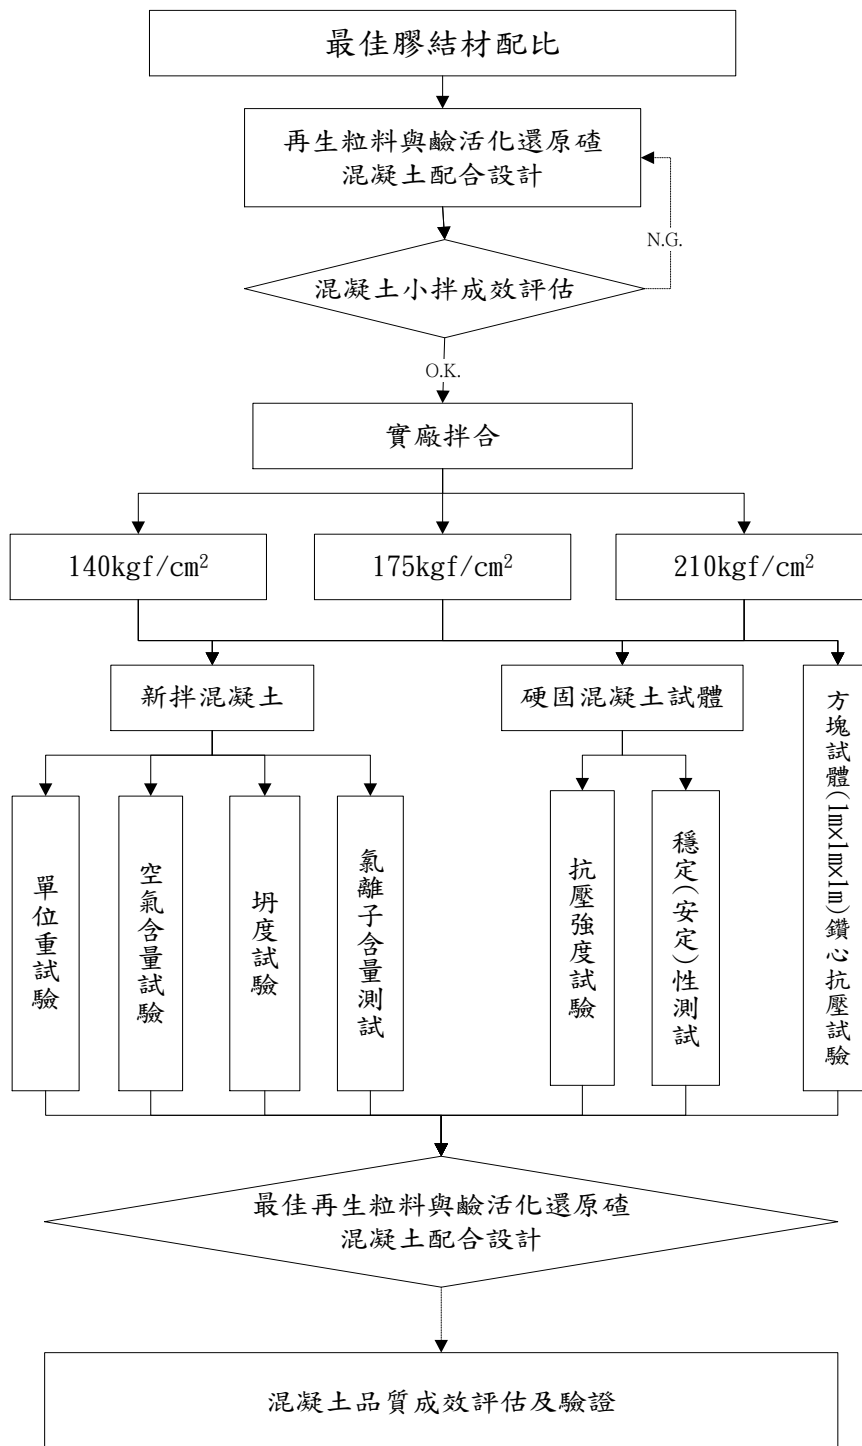 最佳膠結材配比
再生粒料與鹼活化還原碴
混凝土配合設計
N.G.
混凝土小拌成效評估
O.K.
實廠拌合
140kgf/cm²
175kgf/cm²
210kgf/cm²
新拌混凝土
硬固混凝土試體
方塊試體(1mx1mx1m)鑽心抗壓試驗
單位重試驗
空氣含量試驗
坍度試驗
氯離子含量測試
抗壓強度試驗
穩定(安定)性測試
最佳再生粒料與鹼活化還原碴
混凝土配合設計
混凝土品質成效評估及驗證